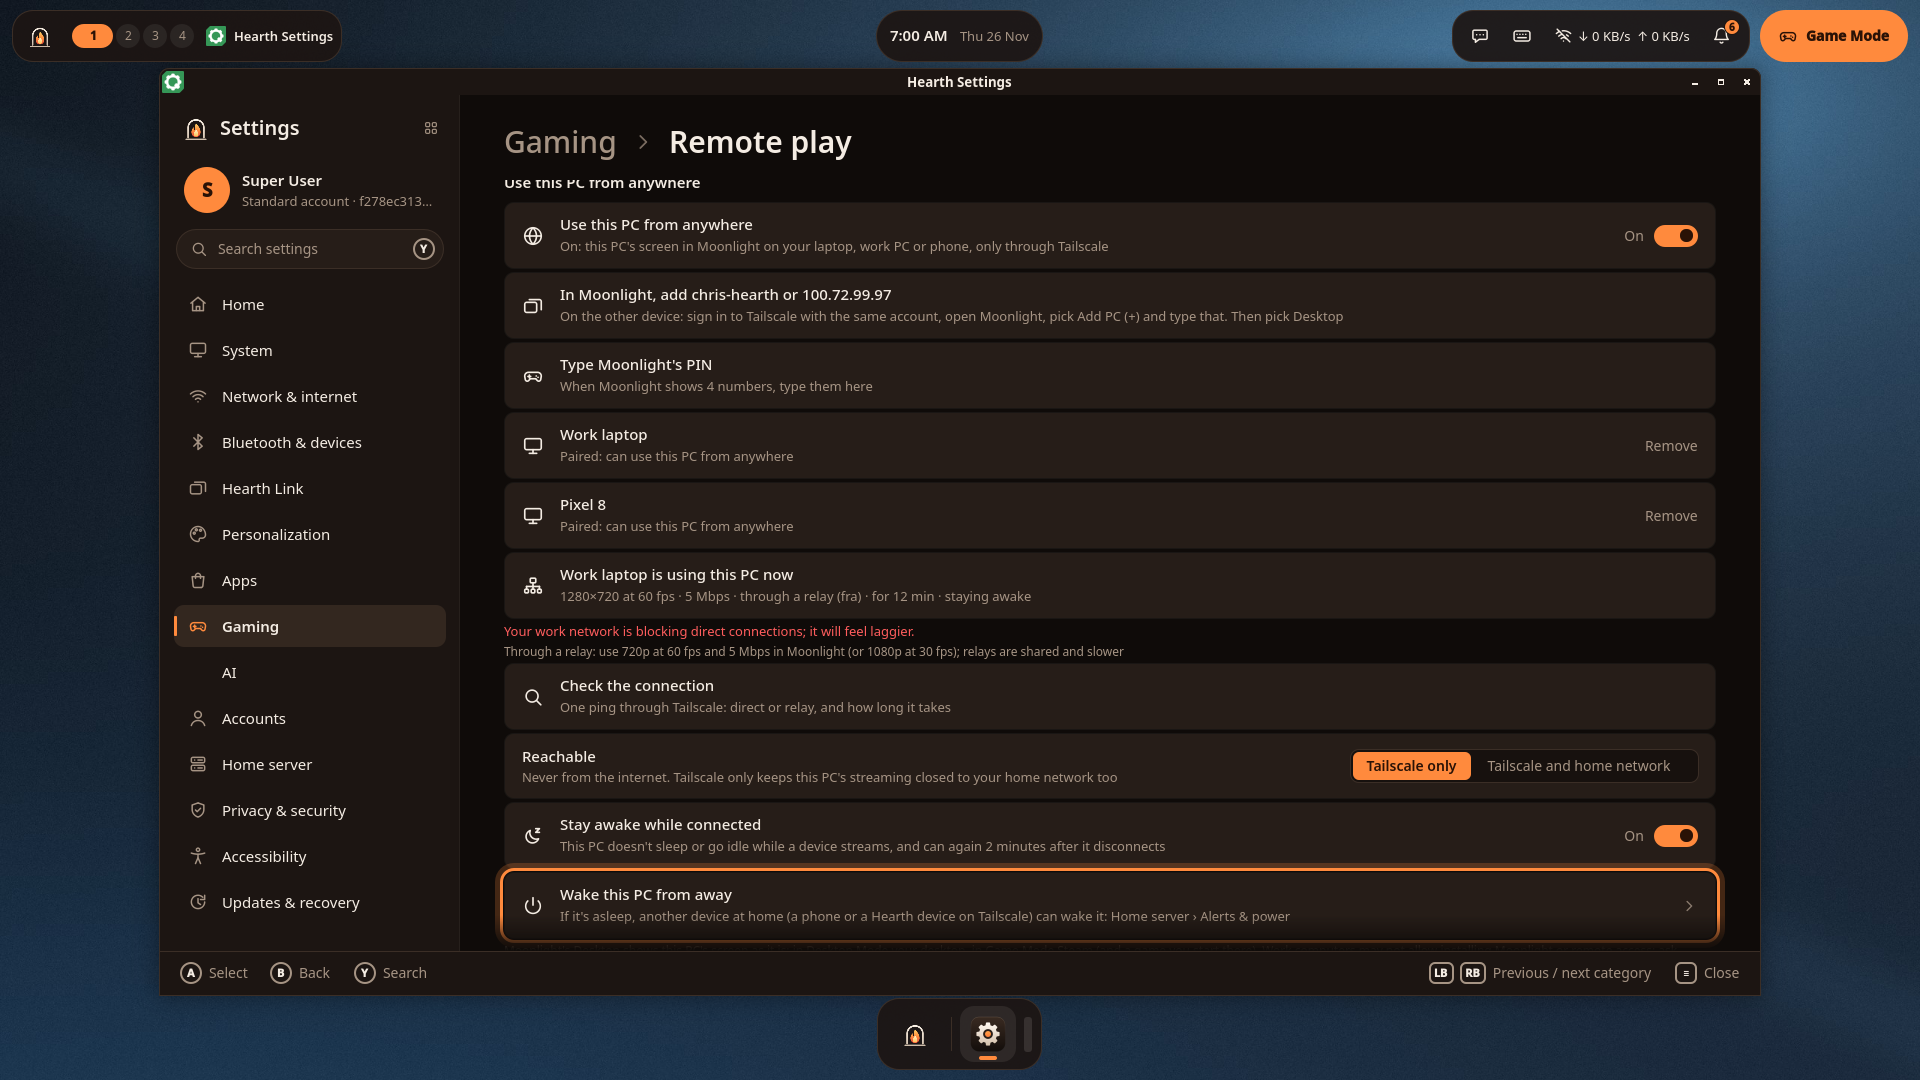 1 2 3 4 Hearth Settings
7:00 AM Thu 26 Nov
↓ 0 KB/s ↑ 0 KB/s
6
Game Mode
Hearth Settings
Settings
S
Super User
Standard account · f278ec313...
Search settings Y
Home
System
Network & internet
Bluetooth & devices
Hearth Link
Personalization
Apps
Gaming
AI
Accounts
Home server
Privacy & security
Accessibility
Updates & recovery
Gaming > Remote play
Use this PC from anywhere
Use this PC from anywhere
On: this PC's screen in Moonlight on your laptop, work PC or phone, only through Tailscale
On
In Moonlight, add chris-hearth or 100.72.99.97
On the other device: sign in to Tailscale with the same account, open Moonlight, pick Add PC (+) and type that. Then pick Desktop
Type Moonlight's PIN
When Moonlight shows 4 numbers, type them here
Work laptop
Paired: can use this PC from anywhere
Remove
Pixel 8
Paired: can use this PC from anywhere
Remove
Work laptop is using this PC now
1280×720 at 60 fps · 5 Mbps · through a relay (fra) · for 12 min · staying awake
Your work network is blocking direct connections; it will feel laggier.
Through a relay: use 720p at 60 fps and 5 Mbps in Moonlight (or 1080p at 30 fps); relays are shared and slower
Check the connection
One ping through Tailscale: direct or relay, and how long it takes
Reachable
Never from the internet. Tailscale only keeps this PC's streaming closed to your home network too
Tailscale only Tailscale and home network
Stay awake while connected
This PC doesn't sleep or go idle while a device streams, and can again 2 minutes after it disconnects
On
Wake this PC from away
If it's asleep, another device at home (a phone or a Hearth device on Tailscale) can wake it: Home server › Alerts & power
A Select B Back Y Search
LB RB Previous / next category ≡ Close